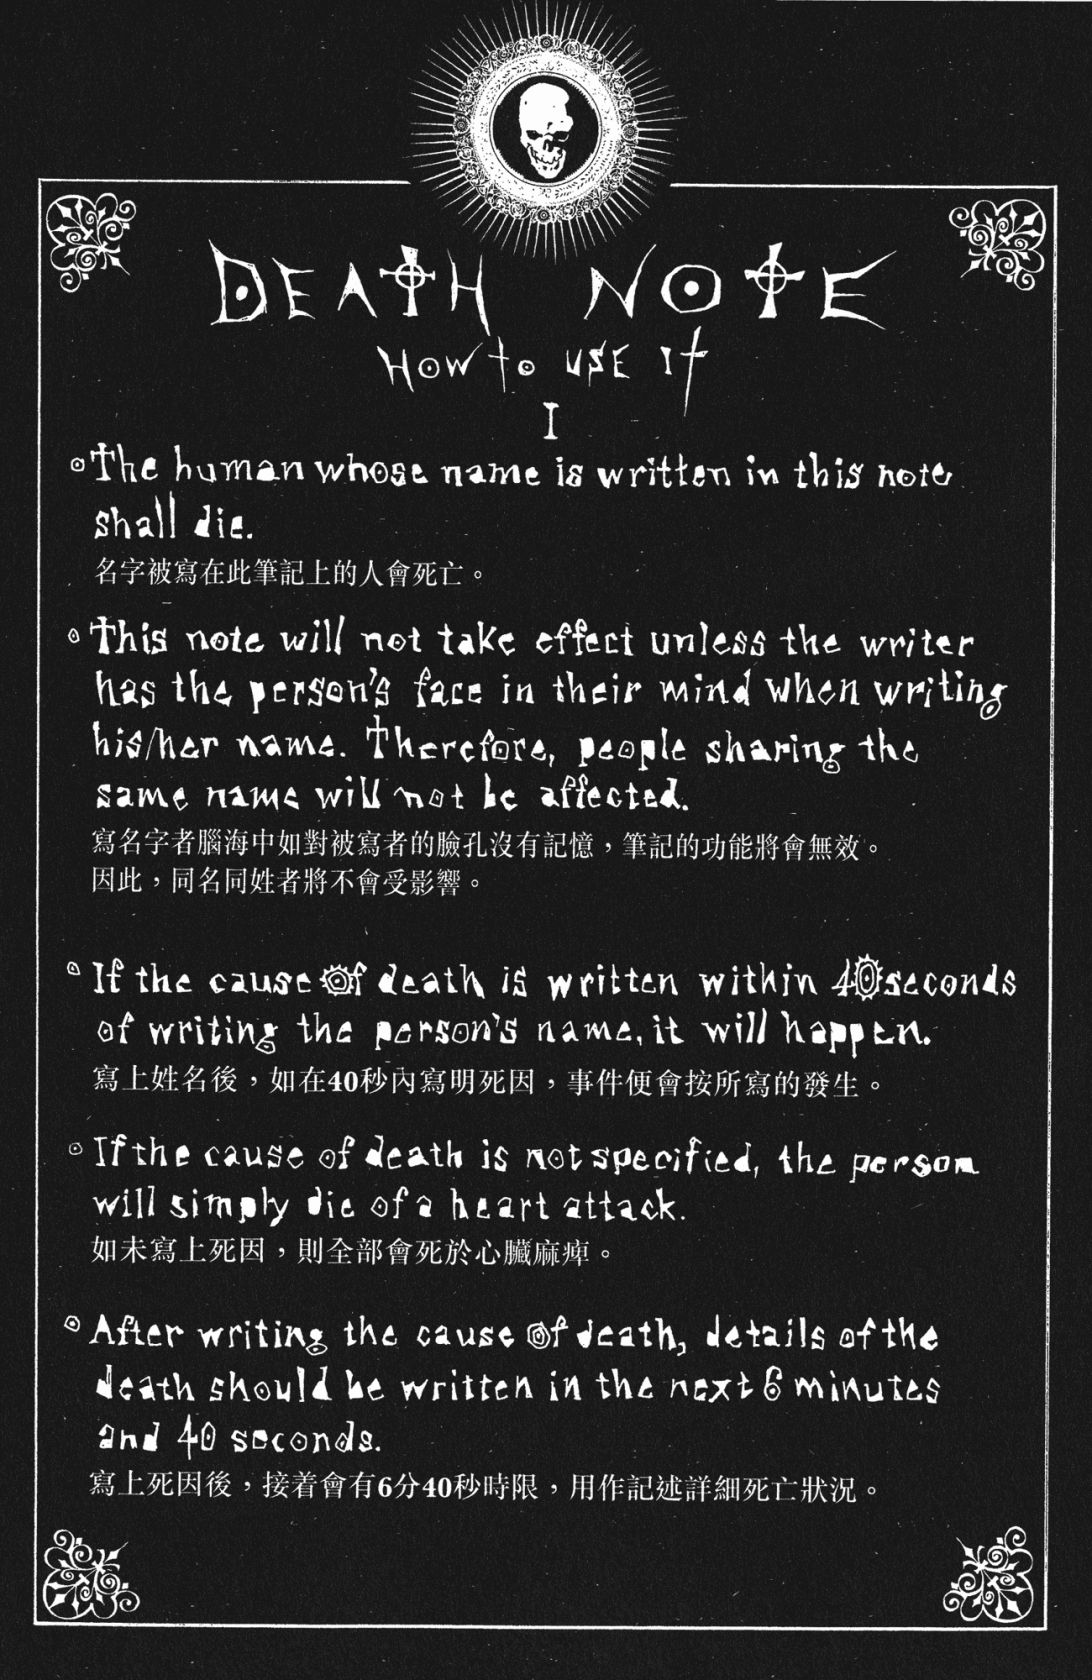 DEATH NOTE
HOW to USE It
I
The human whose name is written in this note
shall die.
名字被寫在此筆記上的人會死亡。
This note will not take effect unless the writer
has the person's face in their mind when writing
his/her name. Therefore, people sharing the
same name will not be affected.
寫名字者腦海中如對被寫者的臉孔沒有記憶，筆記的功能將會無效。
因此，同名同姓者將不會受影響。
If the cause of death is written within 40 seconds
of writing the person's name, it will happen.
寫上姓名後，如在40秒內寫明死因，事件便會按所寫的發生。
If the cause of death is not specified, the person
will simply die of a heart attack.
如未寫上死因，則全部會死於心臟麻痺。
After writing the cause of death, details of the
death should be written in the next 6 minutes
and 40 seconds.
寫上死因後，接着會有6分40秒時限，用作記述詳細死亡狀況。